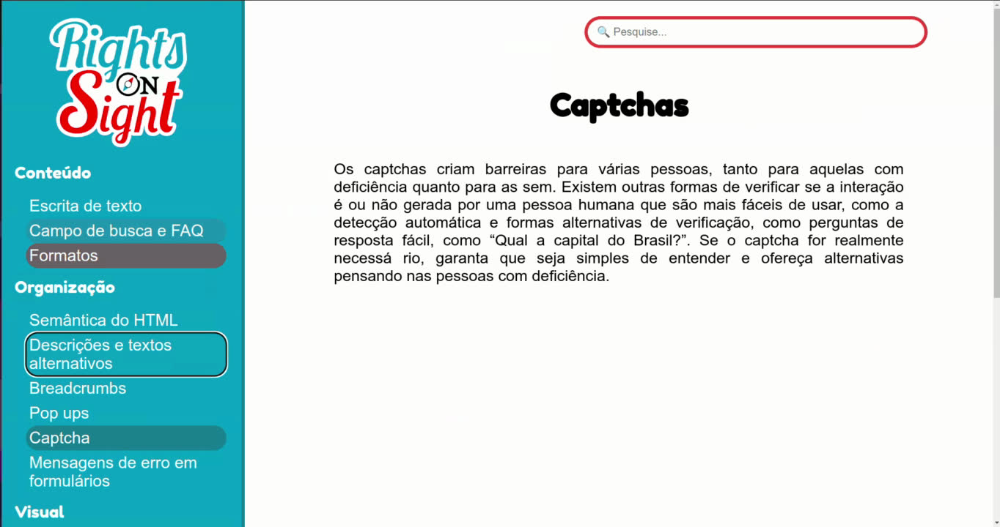 Rights
ON
Sight
Conteúdo
Escrita de texto
Campo de busca e FAQ
Formatos
Organização
Semântica do HTML
Descrições e textos
alternativos
Breadcrumbs
Pop ups
Captcha
Mensagens de erro em
formulários
Visual
Pesquise...
Captchas
Os captchas criam barreiras para várias pessoas, tanto para aquelas com
deficiência quanto para as sem. Existem outras formas de verificar se a interação
é ou não gerada por uma pessoa humana que são mais fáceis de usar, como a
detecção automática e formas alternativas de verificação, como perguntas de
resposta fácil, como “Qual a capital do Brasil?”. Se o captcha for realmente
necessá rio, garanta que seja simples de entender e ofereça alternativas
pensando nas pessoas com deficiência.